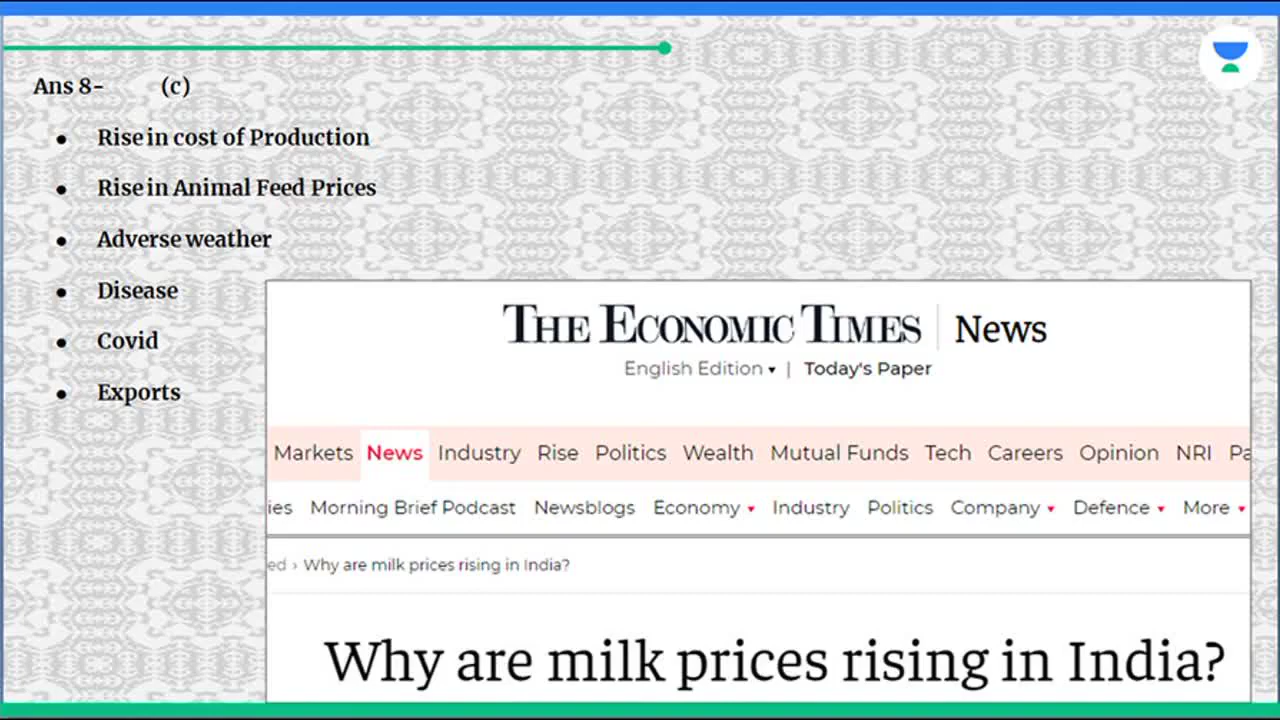 Ans 8- (c)
● Rise in cost of Production
● Rise in Animal Feed Prices
● Adverse weather
● Disease
● Covid
● Exports
THE ECONOMIC TIMES | News
English Edition ▾ | Today's Paper
Markets News Industry Rise Politics Wealth Mutual Funds Tech Careers Opinion NRI Pa
ies Morning Brief Podcast Newsblogs Economy ▾ Industry Politics Company ▾ Defence ▾ More ▾
ed › Why are milk prices rising in India?
Why are milk prices rising in India?